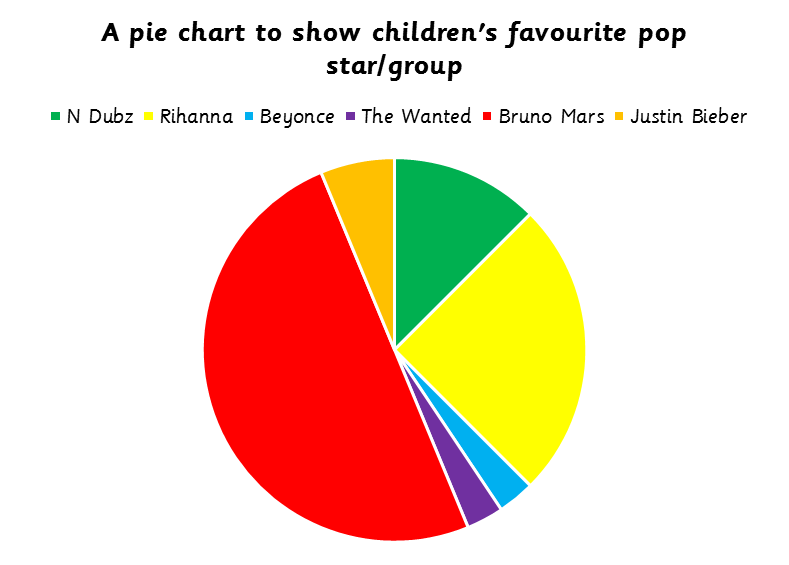 A pie chart to show children’s favourite pop
star/group
N Dubz Rihanna Beyonce The Wanted Bruno Mars Justin Bieber